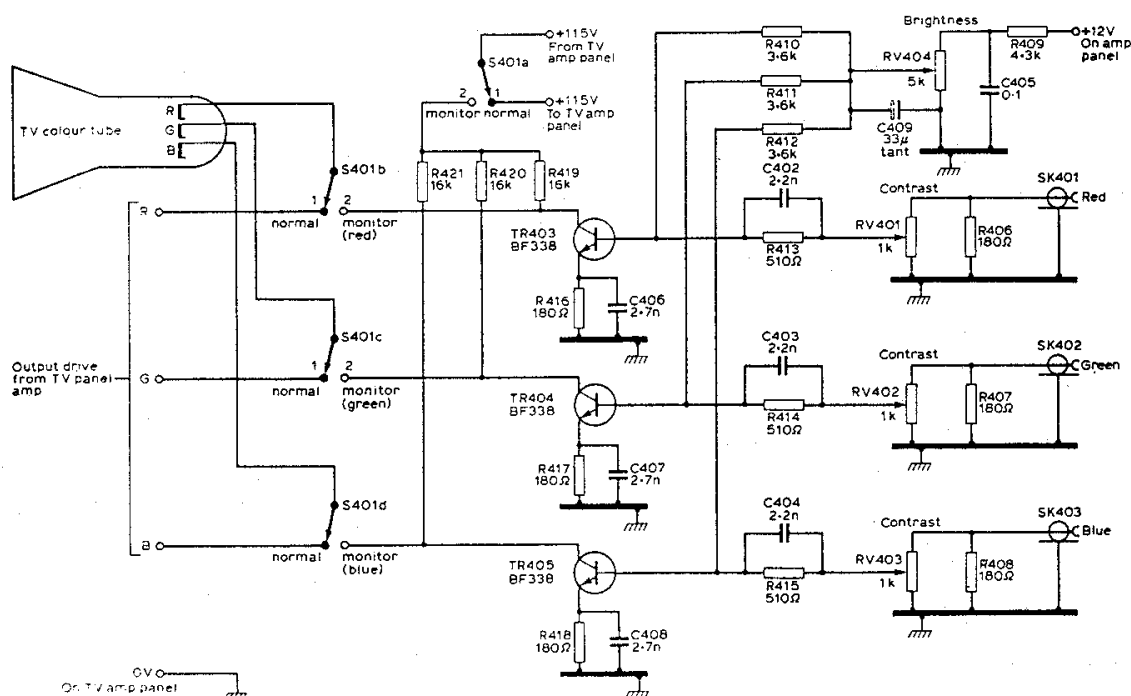 Brightness
R410
3·6k
RV404
5k
R409
4·3k
+12V
On amp
panel
+115V
From TV
amp panel
S401a
2
1
monitor
normal
+115V
To TV amp
panel
R411
3·6k
C405
0·1
C409
33µ
tant
R412
3·6k
TV colour tube
R
G
B
S401b
R421
16k
R420
16k
R419
16k
C402
2·2n
Contrast
SK401
Red
R
1
2
normal
monitor
(red)
TR403
BF338
R413
510Ω
RV401
1k
R406
180Ω
R416
180Ω
C406
2·7n
S401c
C403
2·2n
Contrast
SK402
Green
Output drive
from TV panel
amp
G
1
2
normal
monitor
(green)
TR404
BF338
R414
510Ω
RV402
1k
R407
180Ω
R417
180Ω
C407
2·7n
S401d
C404
2·2n
Contrast
SK403
Blue
B
1
2
normal
monitor
(blue)
TR405
BF338
R415
510Ω
RV403
1k
R408
180Ω
R418
180Ω
C408
2·7n
0V
On TV amp panel